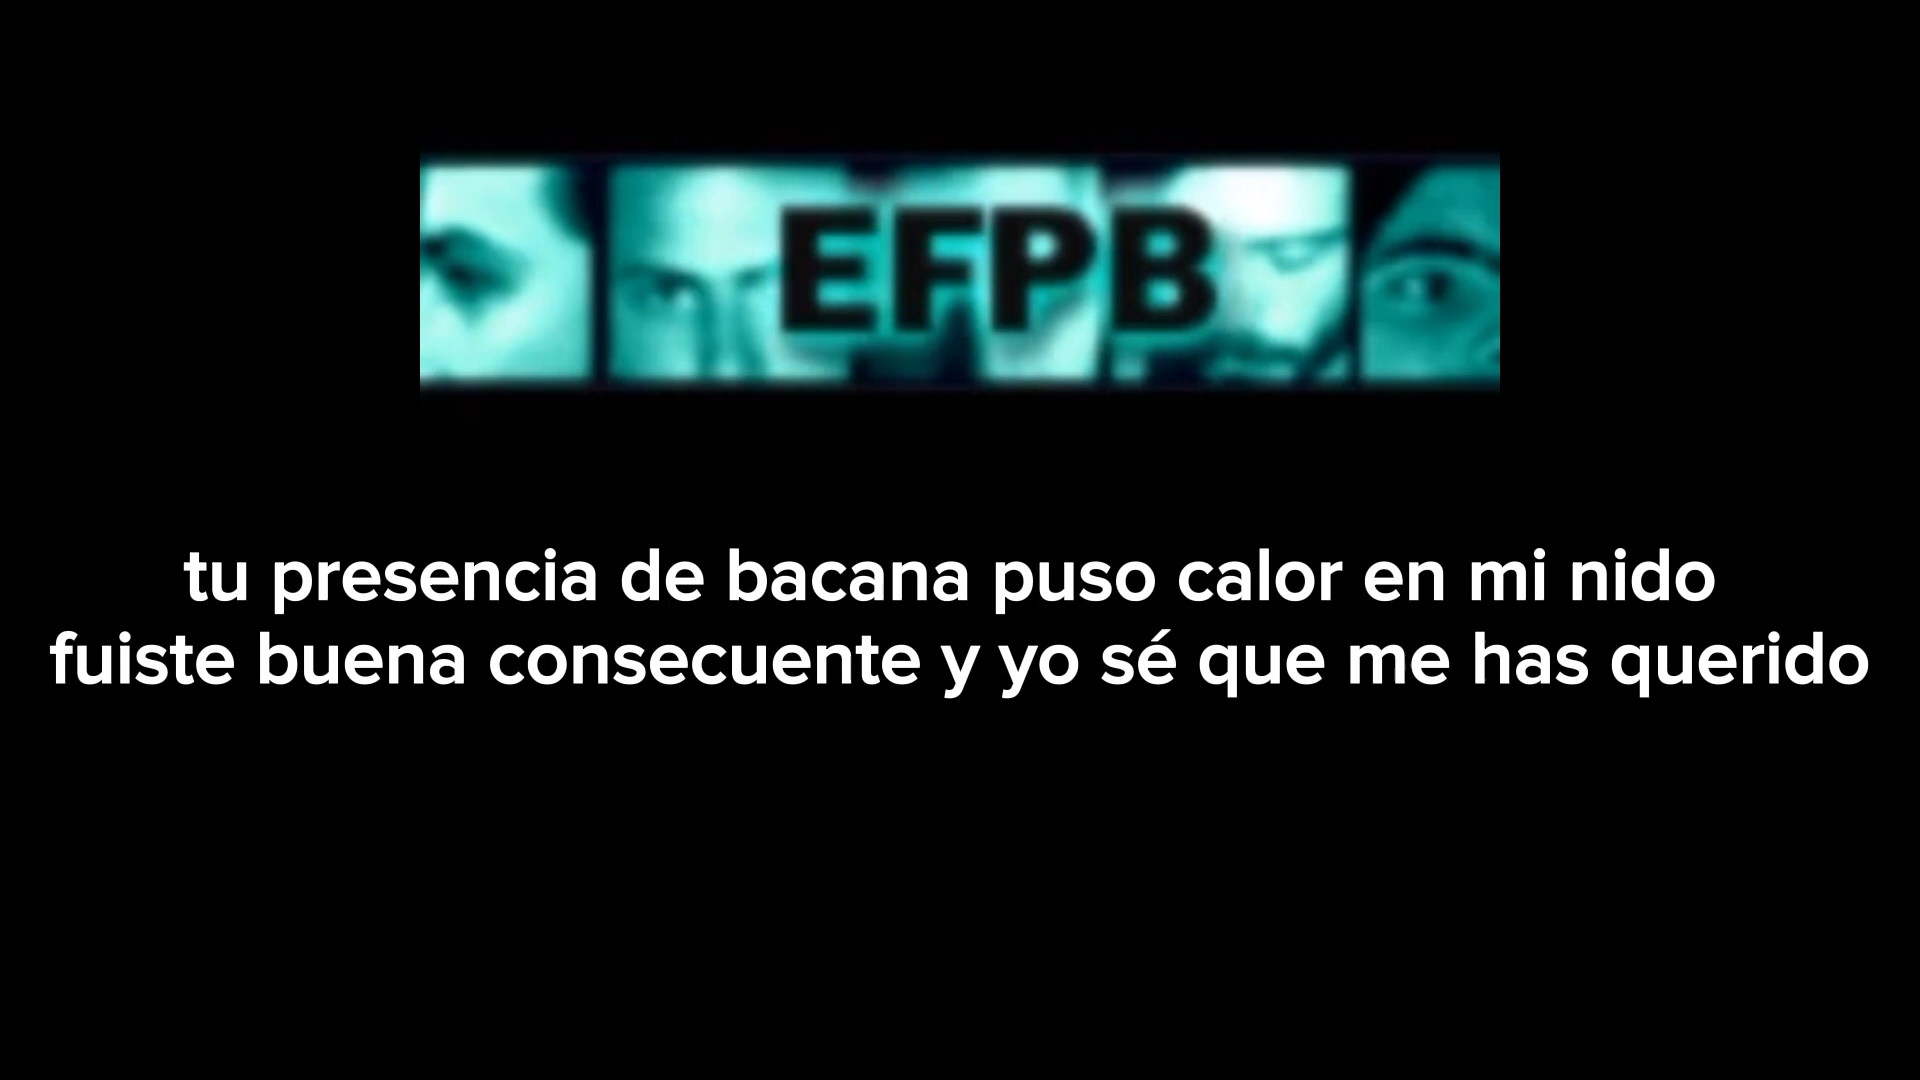 EFPB
tu presencia de bacana puso calor en mi nido
fuiste buena consecuente y yo sé que me has querido